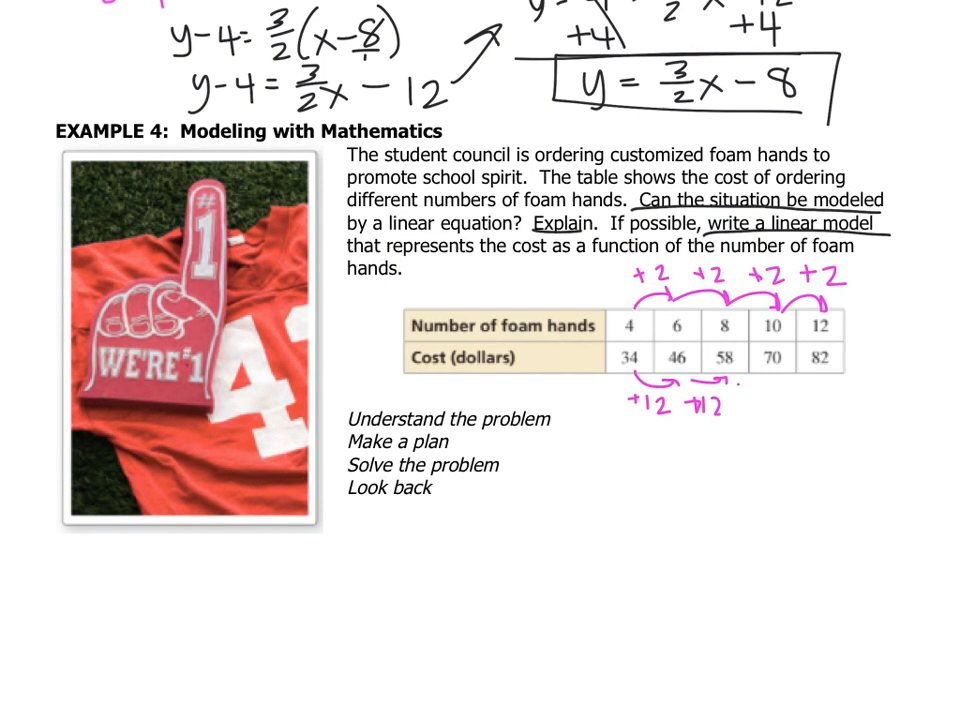 y-4=3/2(x-8)
+4
2
+4
y-4=3/2x-12
y=3/2x-8
EXAMPLE 4: Modeling with Mathematics
The student council is ordering customized foam hands to
promote school spirit. The table shows the cost of ordering
different numbers of foam hands. Can the situation be modeled
by a linear equation? Explain. If possible, write a linear model
that represents the cost as a function of the number of foam
hands.
#1
WE'RE #1
4
+2 +2 +2 +2
Number of foam hands 4 6 8 10 12
Cost (dollars) 34 46 58 70 82
+12 +12
Understand the problem
Make a plan
Solve the problem
Look back